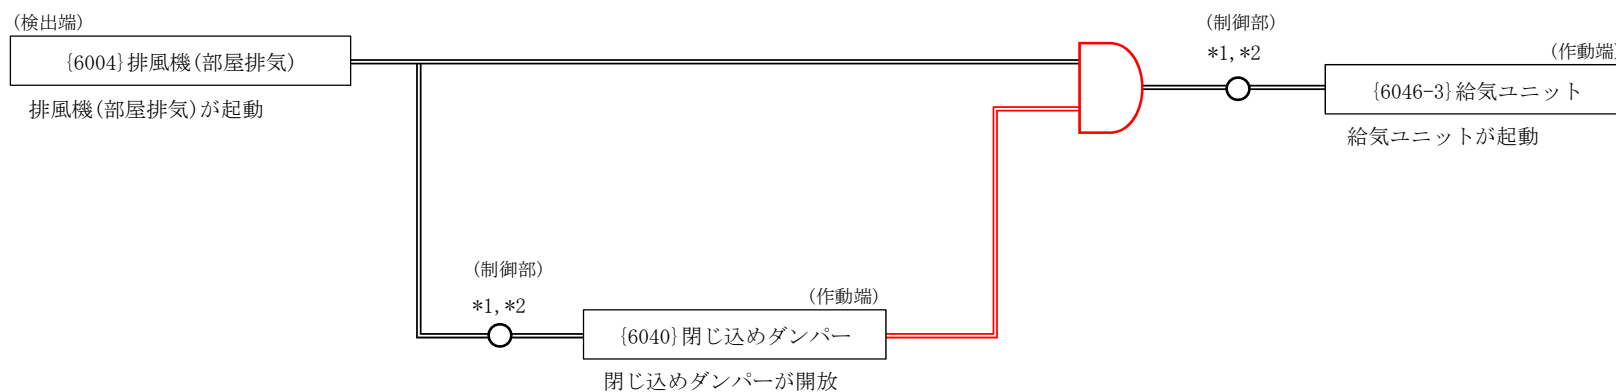 (検出端)
{6004}排風機(部屋排気)
排風機(部屋排気)が起動
(制御部)
*1,*2
(作動端)
{6046-3}給気ユニット
給気ユニットが起動
(制御部)
*1,*2
(作動端)
{6040}閉じ込めダンパー
閉じ込めダンパーが開放